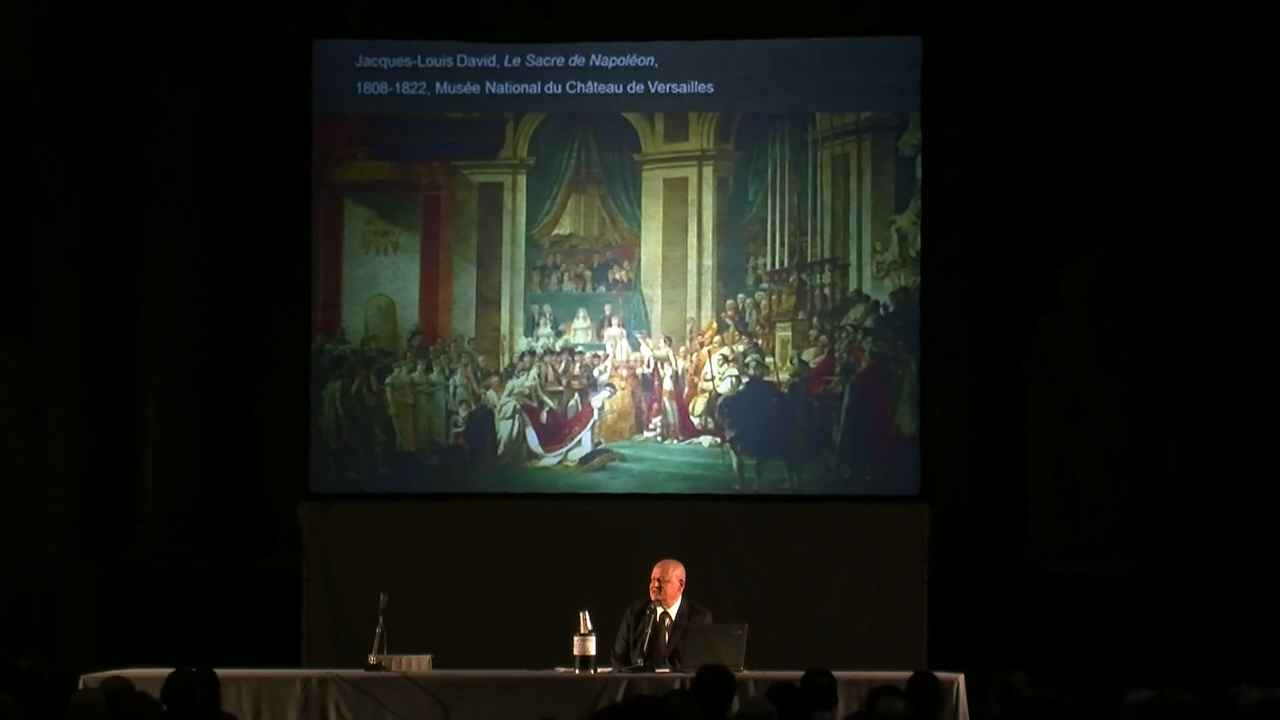 Jacques-Louis David, Le Sacre de Napoléon,
1808-1822, Musée National du Château de Versailles